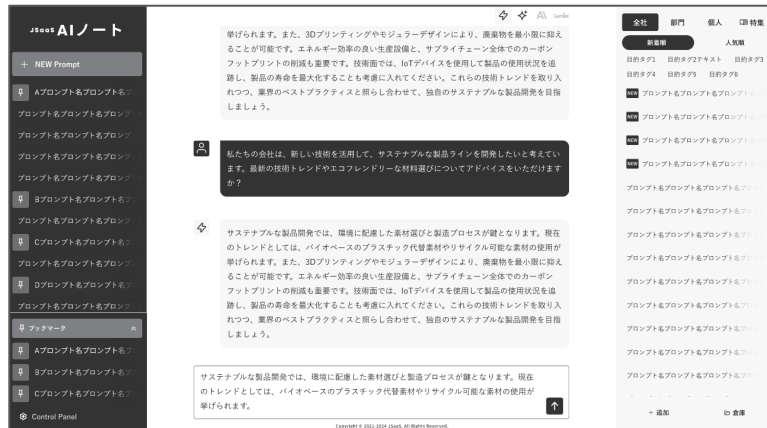 JSaaS AIノート
+ NEW Prompt
Aプロンプト名プロンプト名プ
プロンプト名プロンプト名プロンプ
プロンプト名プロンプト名プロンプ
プロンプト名プロンプト名プロンプ
プロンプト名プロンプト名プロンプ
Bプロンプト名プロンプト名プ
プロンプト名プロンプト名プロンプ
Cプロンプト名プロンプト名プ
プロンプト名プロンプト名プロンプ
Dプロンプト名プロンプト名プ
プロンプト名プロンプト名プロンプ
ブックマーク
Aプロンプト名プロンプト名プ
Bプロンプト名プロンプト名プ
Cプロンプト名プロンプト名プ
Control Panel
AI Gemini
挙げられます。また、3Dプリンティングやモジュラーデザインにより、廃棄物を最小限に抑え
ることが可能です。エネルギー効率の良い生産設備と、サプライチェーン全体でのカーボン
フットプリントの削減も重要です。技術面では、IoTデバイスを使用して製品の使用状況を追
跡し、製品の寿命を最大化することも考慮に入れてください。これらの技術トレンドを取り入
れつつ、業界のベストプラクティスと照らし合わせて、独自のサステナブルな製品開発を目指
しましょう。
私たちの会社は、新しい技術を活用して、サステナブルな製品ラインを開発したいと考えてい
ます。最新の技術トレンドやエコフレンドリーな材料選びについてアドバイスをいただけます
か？
サステナブルな製品開発では、環境に配慮した素材選びと製造プロセスが鍵となります。現在
のトレンドとしては、バイオベースのプラスチック代替素材やリサイクル可能な素材の使用が
挙げられます。また、3Dプリンティングやモジュラーデザインにより、廃棄物を最小限に抑え
ることが可能です。エネルギー効率の良い生産設備と、サプライチェーン全体でのカーボン
フットプリントの削減も重要です。技術面では、IoTデバイスを使用して製品の使用状況を追
跡し、製品の寿命を最大化することも考慮に入れてください。これらの技術トレンドを取り入
れつつ、業界のベストプラクティスと照らし合わせて、独自のサステナブルな製品開発を目指
しましょう。
サステナブルな製品開発では、環境に配慮した素材選びと製造プロセスが鍵となります。現在
のトレンドとしては、バイオベースのプラスチック代替素材やリサイクル可能な素材の使用が
挙げられます。
Copyright © 2011-2024 JSaaS. All Rights Reserved.
全社 部門 個人 特集
新着順 人気順
目的タグ1 目的タグ2テキスト 目的タグ3
目的タグ4 目的タグ5 目的タグ6
NEW プロンプト名プロンプト名プロンプト名
NEW プロンプト名プロンプト名プロンプト名
NEW プロンプト名プロンプト名プロンプト名
NEW プロンプト名プロンプト名プロンプト名
プロンプト名プロンプト名プロンプト名プロ
プロンプト名プロンプト名プロンプト名プロ
プロンプト名プロンプト名プロンプト名プロ
プロンプト名プロンプト名プロンプト名プロ
プロンプト名プロンプト名プロンプト名プロ
プロンプト名プロンプト名プロンプト名プロ
プロンプト名プロンプト名プロンプト名プロ
プロンプト名プロンプト名プロンプト名プロ
プロンプト名プロンプト名プロンプト名プロ
+ 追加 倉庫